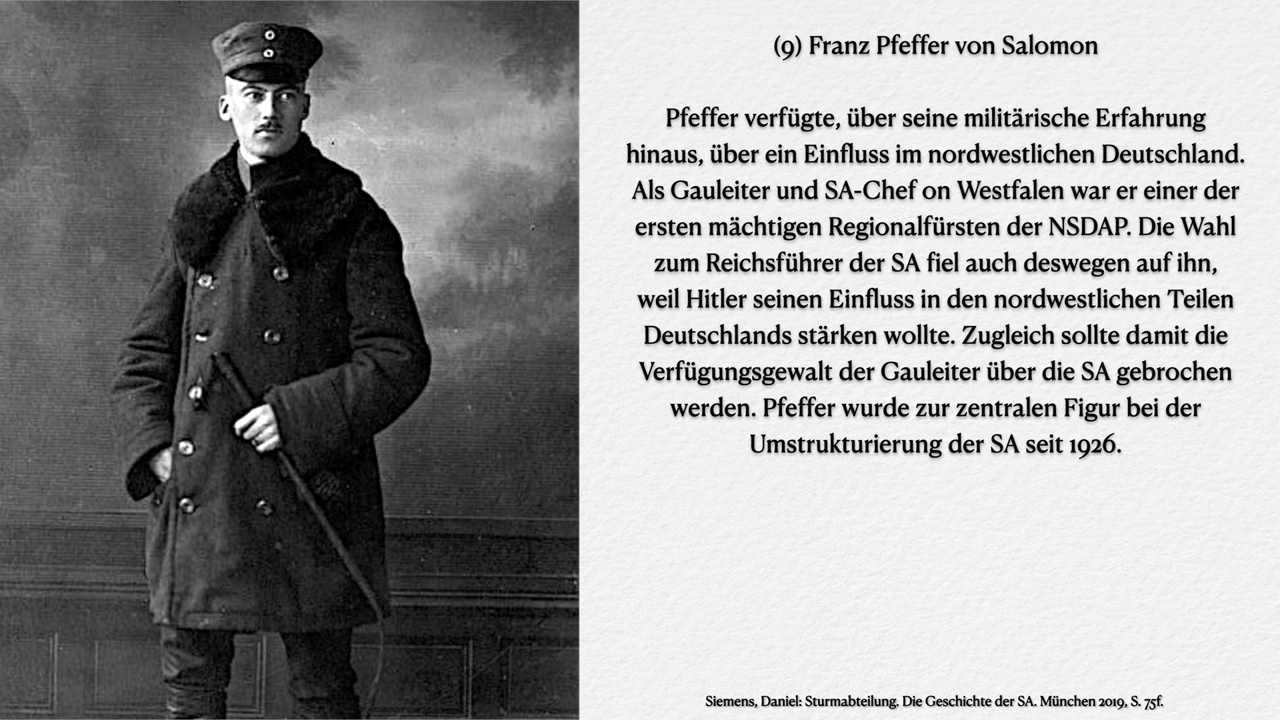 (9) Franz Pfeffer von Salomon
Pfeffer verfügte, über seine militärische Erfahrung
hinaus, über ein Einfluss im nordwestlichen Deutschland.
Als Gauleiter und SA-Chef on Westfalen war er einer der
ersten mächtigen Regionalfürsten der NSDAP. Die Wahl
zum Reichsführer der SA fiel auch deswegen auf ihn,
weil Hitler seinen Einfluss in den nordwestlichen Teilen
Deutschlands stärken wollte. Zugleich sollte damit die
Verfügungsgewalt der Gauleiter über die SA gebrochen
werden. Pfeffer wurde zur zentralen Figur bei der
Umstrukturierung der SA seit 1926.
Siemens, Daniel: Sturmabteilung. Die Geschichte der SA. München 2019, S. 75f.